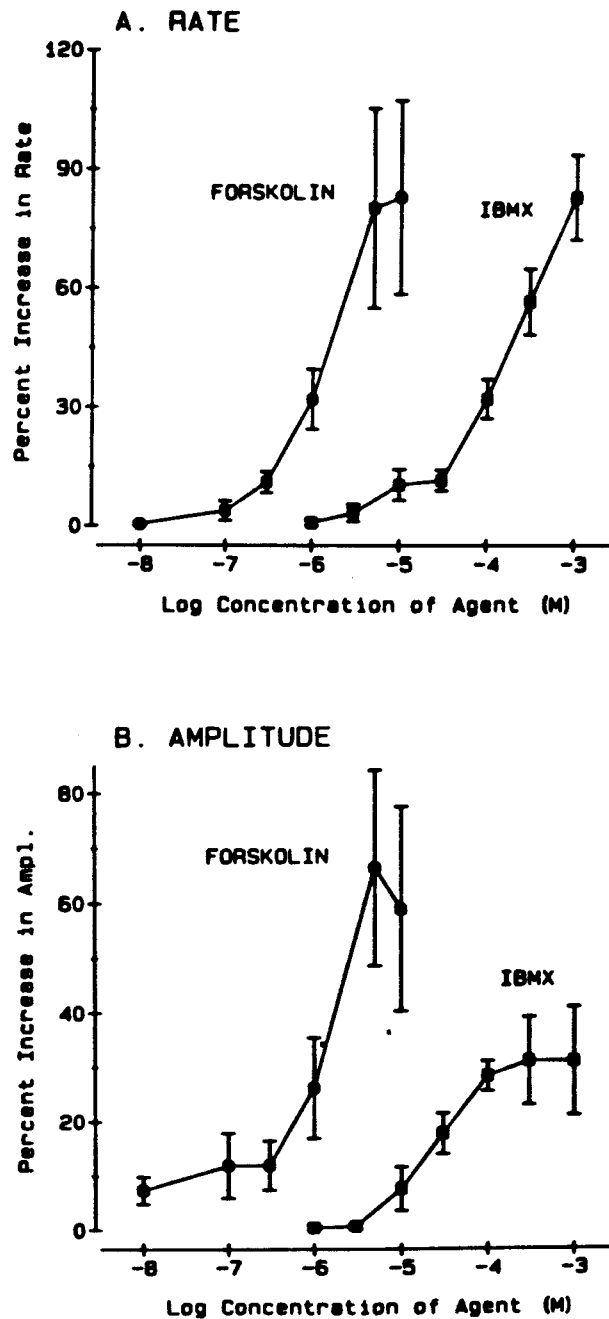 A. RATE
120
90
60
30
0
Percent Increase in Rate
FORSKOLIN
IBMX
-8 -7 -6 -5 -4 -3
Log Concentration of Agent (M)
B. AMPLITUDE
80
60
40
20
0
Percent Increase in Ampl.
FORSKOLIN
IBMX
-8 -7 -6 -5 -4 -3
Log Concentration of Agent (M)